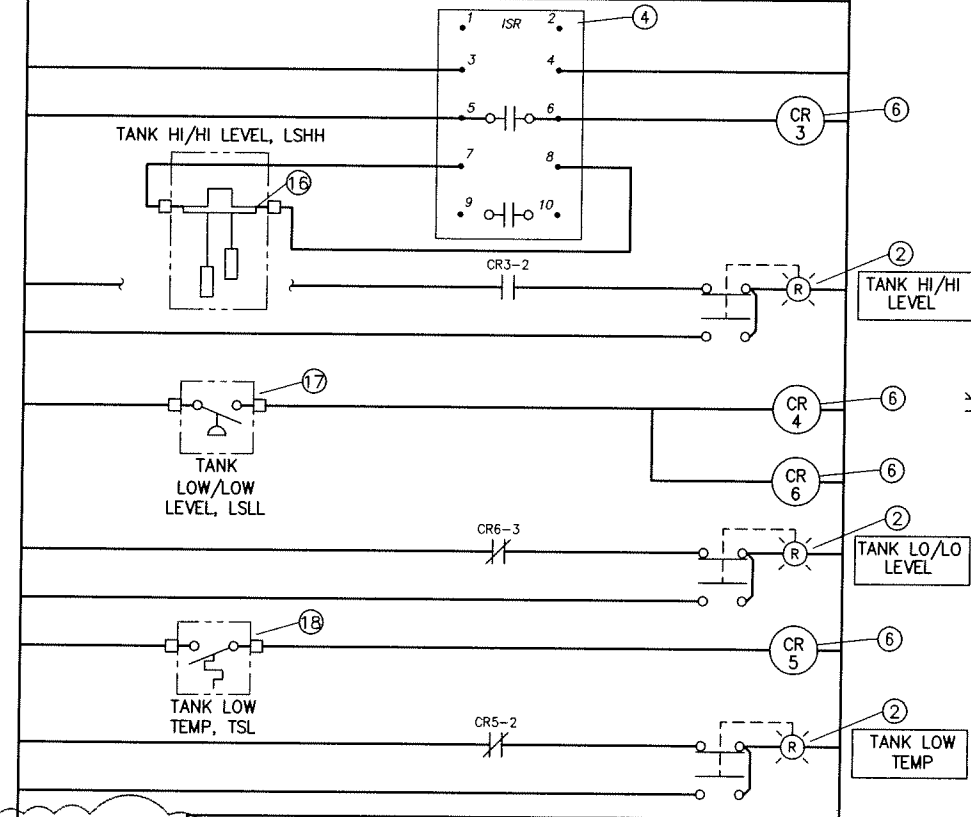 1 ISR 2
4
3 4
5 6
CR
3
6
TANK HI/HI LEVEL, LSHH
7 8
16
9 10
CR3-2
R
2
TANK HI/HI
LEVEL
17
CR
4
6
TANK
LOW/LOW
LEVEL, LSLL
CR
6
6
CR6-3
R
2
TANK LO/LO
LEVEL
18
CR
5
6
TANK LOW
TEMP, TSL
CR5-2
R
2
TANK LOW
TEMP